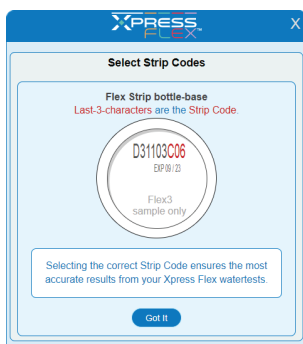 XPRESS
FLEX™
X
Select Strip Codes
Flex Strip bottle-base
Last-3-characters are the Strip Code.
D31103C06
EXP 09 / 23
Flex3
sample only
Selecting the correct Strip Code ensures the most
accurate results from your Xpress Flex watertests.
Got It